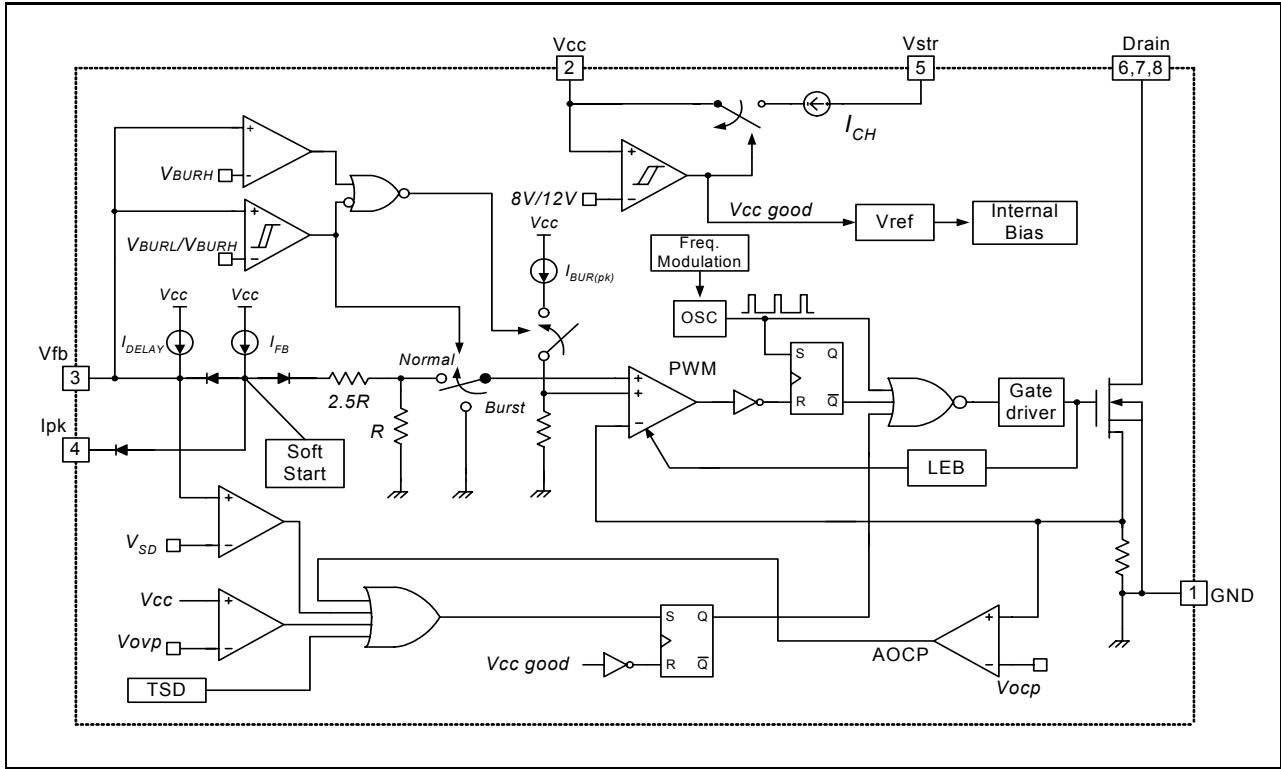 Vcc
Vstr
Drain
2
5
6,7,8
+
VBURH
-
ICH
+
8V/12V
-
Vcc good
Vref
Internal
Bias
+
VBURL/VBURH
-
Vcc
IBUR(pk)
Freq.
Modulation
OSC
Vcc
Vcc
IDELAY
IFB
Vfb
3
Normal
2.5R
R
Burst
PWM
+
+
-
S
Q
R
Q
Gate
driver
Ipk
4
Soft
Start
LEB
+
VSD
-
Vcc
+
Vovp
-
TSD
S
Q
Vcc good
R
Q
AOCP
+
-
Vocp
1
GND